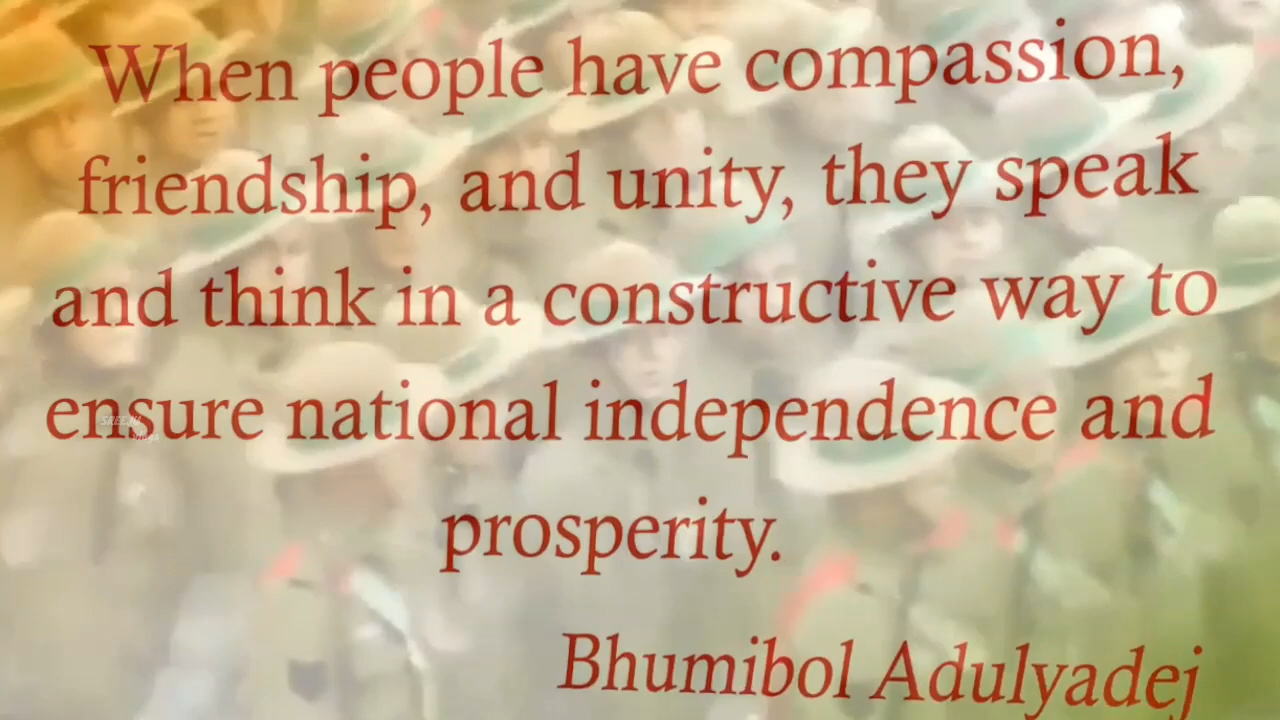 When people have compassion,
friendship, and unity, they speak
and think in a constructive way to
ensure national independence and
prosperity.
Bhumibol Adulyadej